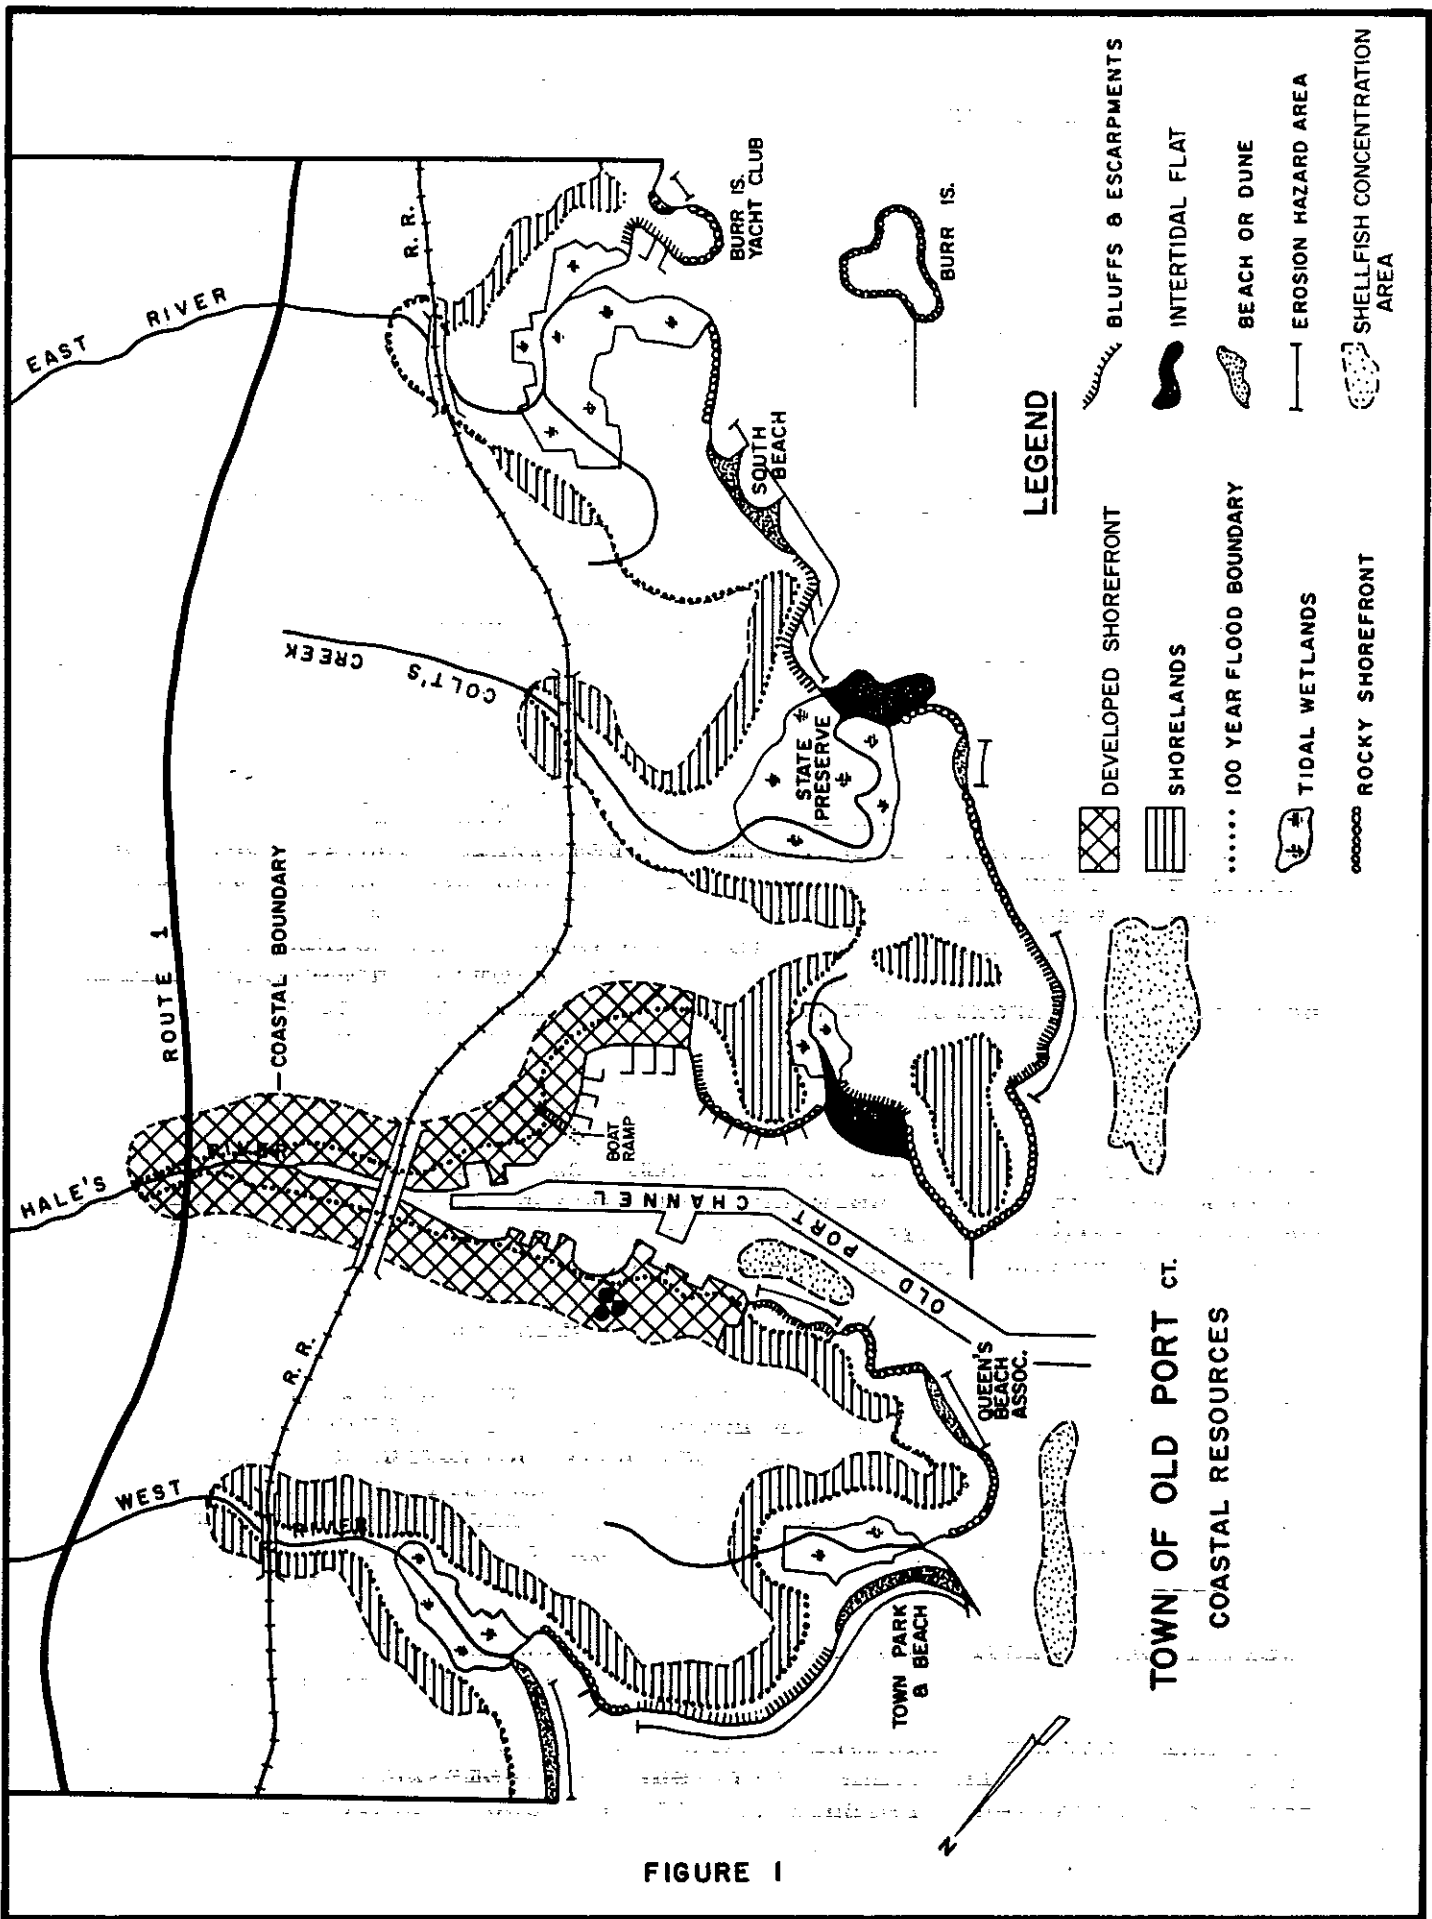 HALE'S
RIVER
WEST
RIVER
ROUTE 1
COASTAL BOUNDARY
EAST RIVER
R. R.
R. R.
COLT'S
CREEK
BOAT
RAMP
CHANNEL
OLD PORT
STATE
PRESERVE
SOUTH
BEACH
BURR IS.
YACHT CLUB
BURR IS.
QUEEN'S
BEACH
ASSOC.
TOWN PARK
& BEACH
N
TOWN OF OLD PORT CT.
COASTAL RESOURCES
LEGEND
DEVELOPED SHOREFRONT
SHORELANDS
100 YEAR FLOOD BOUNDARY
TIDAL WETLANDS
ROCKY SHOREFRONT
BLUFFS & ESCARPMENTS
INTERTIDAL FLAT
BEACH OR DUNE
EROSION HAZARD AREA
SHELLFISH CONCENTRATION
AREA
FIGURE 1